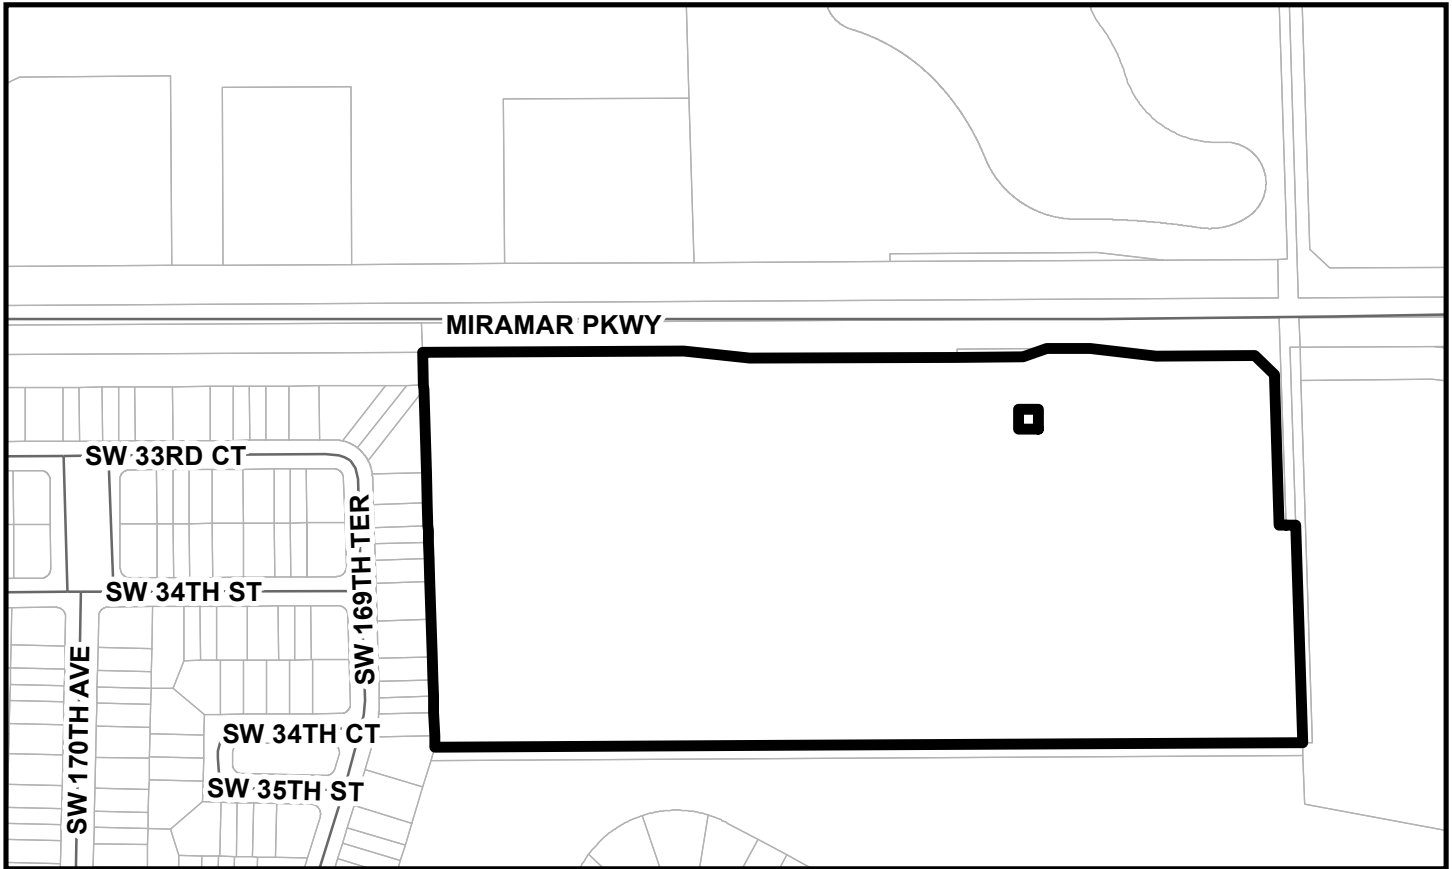 MIRAMAR PKWY
SW 33RD CT
SW 169TH TER
SW 34TH ST
SW 170TH AVE
SW 34TH CT
SW 35TH ST